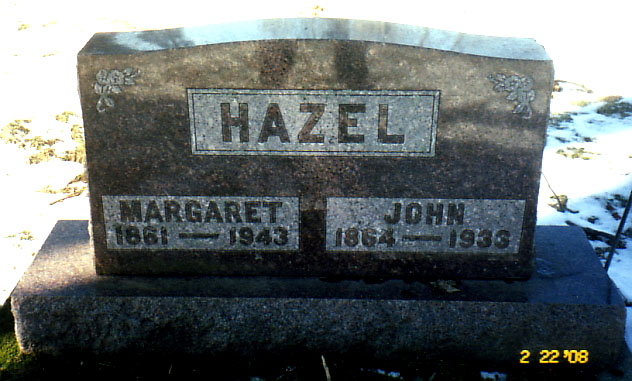 HAZEL
MARGARET
1861 — 1943
JOHN
1864 — 1936
2 22 '08